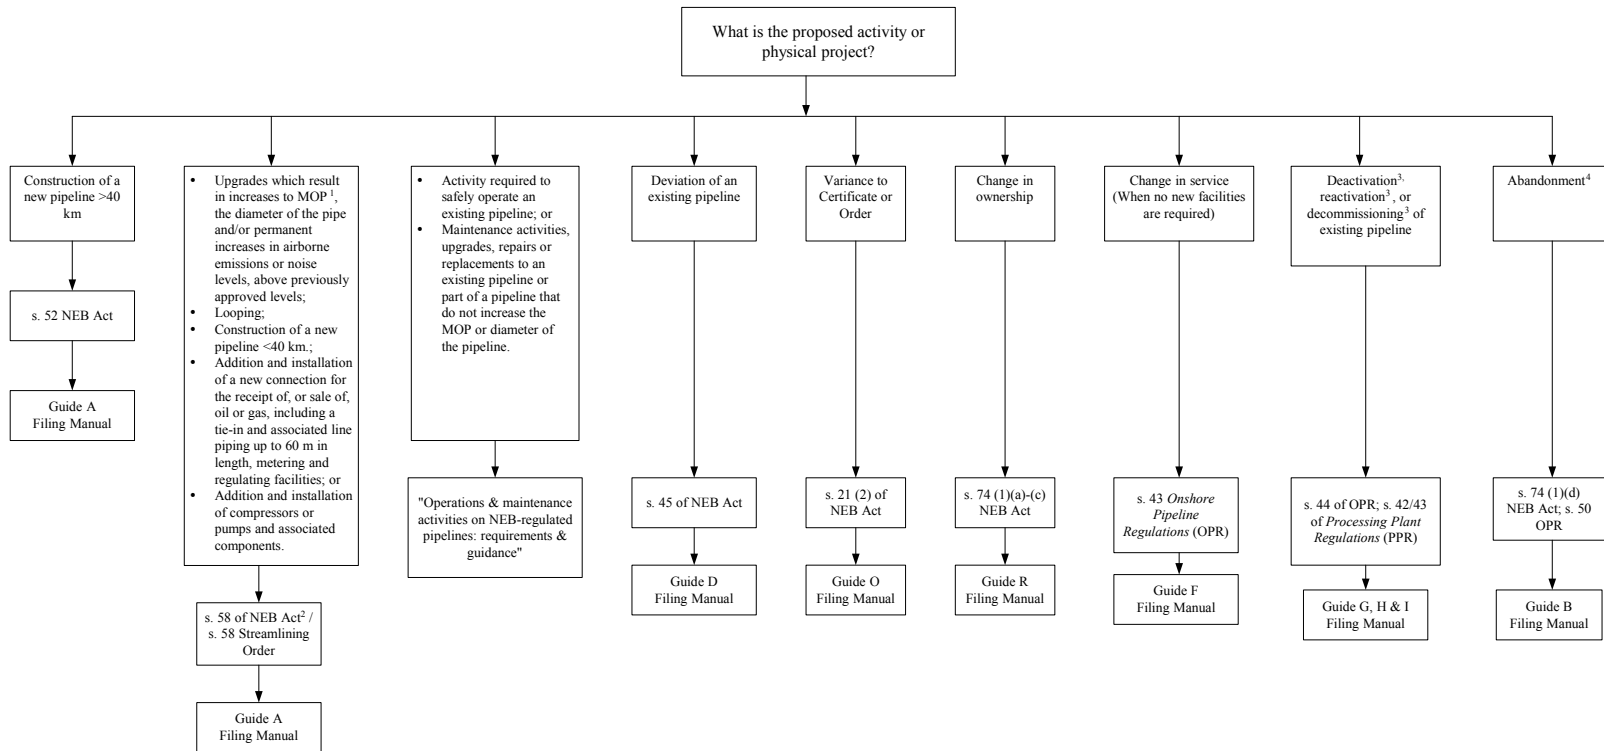 What is the proposed activity or
physical project?
Construction of a
new pipeline >40
km
s. 52 NEB Act
Guide A
Filing Manual
• Upgrades which result
in increases to MOP ¹,
the diameter of the pipe
and/or permanent
increases in airborne
emissions or noise
levels, above previously
approved levels;
• Looping;
• Construction of a new
pipeline <40 km.;
• Addition and installation
of a new connection for
the receipt of, or sale of,
oil or gas, including a
tie-in and associated line
piping up to 60 m in
length, metering and
regulating facilities; or
• Addition and installation
of compressors or
pumps and associated
components.
s. 58 of NEB Act² /
s. 58 Streamlining
Order
Guide A
Filing Manual
• Activity required to
safely operate an
existing pipeline; or
• Maintenance activities,
upgrades, repairs or
replacements to an
existing pipeline or
part of a pipeline that
do not increase the
MOP or diameter of
the pipeline.
"Operations & maintenance
activities on NEB-regulated
pipelines: requirements &
guidance"
Deviation of an
existing pipeline
s. 45 of NEB Act
Guide D
Filing Manual
Variance to
Certificate or
Order
s. 21 (2) of
NEB Act
Guide O
Filing Manual
Change in
ownership
s. 74 (1)(a)-(c)
NEB Act
Guide R
Filing Manual
Change in service
(When no new facilities
are required)
s. 43 Onshore
Pipeline
Regulations (OPR)
Guide F
Filing Manual
Deactivation³,
reactivation³, or
decommissioning³ of
existing pipeline
s. 44 of OPR; s. 42/43
of Processing Plant
Regulations (PPR)
Guide G, H & I
Filing Manual
Abandonment⁴
s. 74 (1)(d)
NEB Act; s. 50
OPR
Guide B
Filing Manual